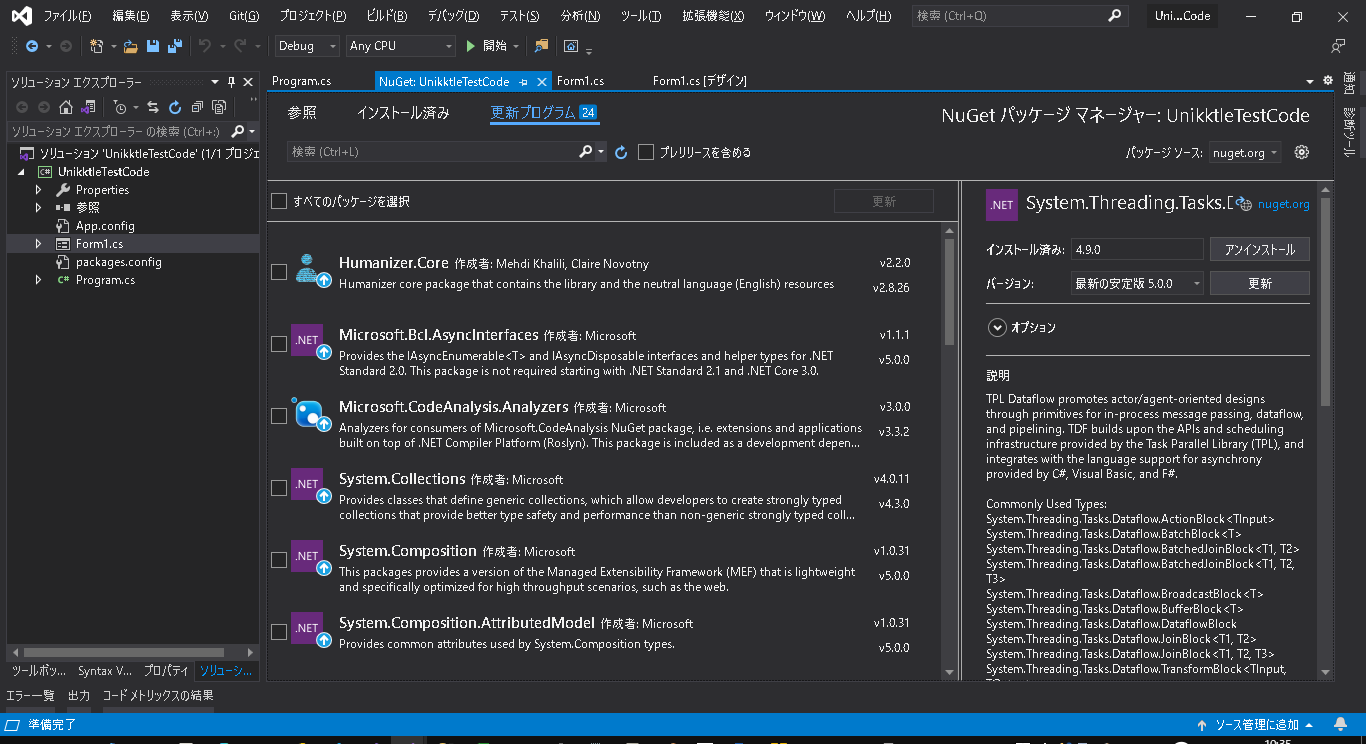 ファイル(F) 編集(E) 表示(V) Git(G) プロジェクト(P) ビルド(B) デバッグ(D) テスト(S) 分析(N) ツール(T) 拡張機能(X) ウィンドウ(W) ヘルプ(H) 検索 (Ctrl+Q) Uni...Code
Debug Any CPU 開始
ソリューション エクスプローラー
ソリューション エクスプローラー の検索 (Ctrl+:)
ソリューション 'UnikktleTestCode' (1/1 プロジェ
UnikktleTestCode
Properties
参照
App.config
Form1.cs
packages.config
Program.cs
ツールボッ... Syntax V... プロパティ ソリューシ...
Program.cs NuGet: UnikktleTestCode Form1.cs Form1.cs [デザイン]
参照 インストール済み 更新プログラム 24
NuGet パッケージ マネージャー: UnikktleTestCode
検索 (Ctrl+L) プレリリースを含める
パッケージ ソース: nuget.org
すべてのパッケージを選択 更新
Humanizer.Core 作成者: Mehdi Khalili, Claire Novotny v2.2.0
Humanizer core package that contains the library and the neutral language (English) resources v2.8.26
Microsoft.Bcl.AsyncInterfaces 作成者: Microsoft v1.1.1
Provides the IAsyncEnumerable<T> and IAsyncDisposable interfaces and helper types for .NET v5.0.0
Standard 2.0. This package is not required starting with .NET Standard 2.1 and .NET Core 3.0.
.NET
Microsoft.CodeAnalysis.Analyzers 作成者: Microsoft v3.0.0
Analyzers for consumers of Microsoft.CodeAnalysis NuGet package, i.e. extensions and applications v3.3.2
built on top of .NET Compiler Platform (Roslyn). This package is included as a development depen...
System.Collections 作成者: Microsoft v4.0.11
.NET
Provides classes that define generic collections, which allow developers to create strongly typed v4.3.0
collections that provide better type safety and performance than non-generic strongly typed coll...
System.Composition 作成者: Microsoft v1.0.31
.NET
This packages provides a version of the Managed Extensibility Framework (MEF) that is lightweight v5.0.0
and specifically optimized for high throughput scenarios, such as the web.
System.Composition.AttributedModel 作成者: Microsoft v1.0.31
.NET
Provides common attributes used by System.Composition types. v5.0.0
.NET System.Threading.Tasks.D nuget.org
インストール済み: 4.9.0 アンインストール
バージョン: 最新の安定版 5.0.0 更新
オプション
説明
TPL Dataflow promotes actor/agent-oriented designs
through primitives for in-process message passing, dataflow,
and pipelining. TDF builds upon the APIs and scheduling
infrastructure provided by the Task Parallel Library (TPL), and
integrates with the language support for asynchrony
provided by C#, Visual Basic, and F#.
Commonly Used Types:
System.Threading.Tasks.Dataflow.ActionBlock<TInput>
System.Threading.Tasks.Dataflow.BatchBlock<T>
System.Threading.Tasks.Dataflow.BatchedJoinBlock<T1, T2>
System.Threading.Tasks.Dataflow.BatchedJoinBlock<T1, T2,
T3>
System.Threading.Tasks.Dataflow.BroadcastBlock<T>
System.Threading.Tasks.Dataflow.BufferBlock<T>
System.Threading.Tasks.Dataflow.DataflowBlock
System.Threading.Tasks.Dataflow.JoinBlock<T1, T2>
System.Threading.Tasks.Dataflow.JoinBlock<T1, T2, T3>
System.Threading.Tasks.Dataflow.TransformBlock<TInput,
通知
診断ツール
エラー一覧 出力 コード メトリックスの結果
準備完了 ソース管理に追加